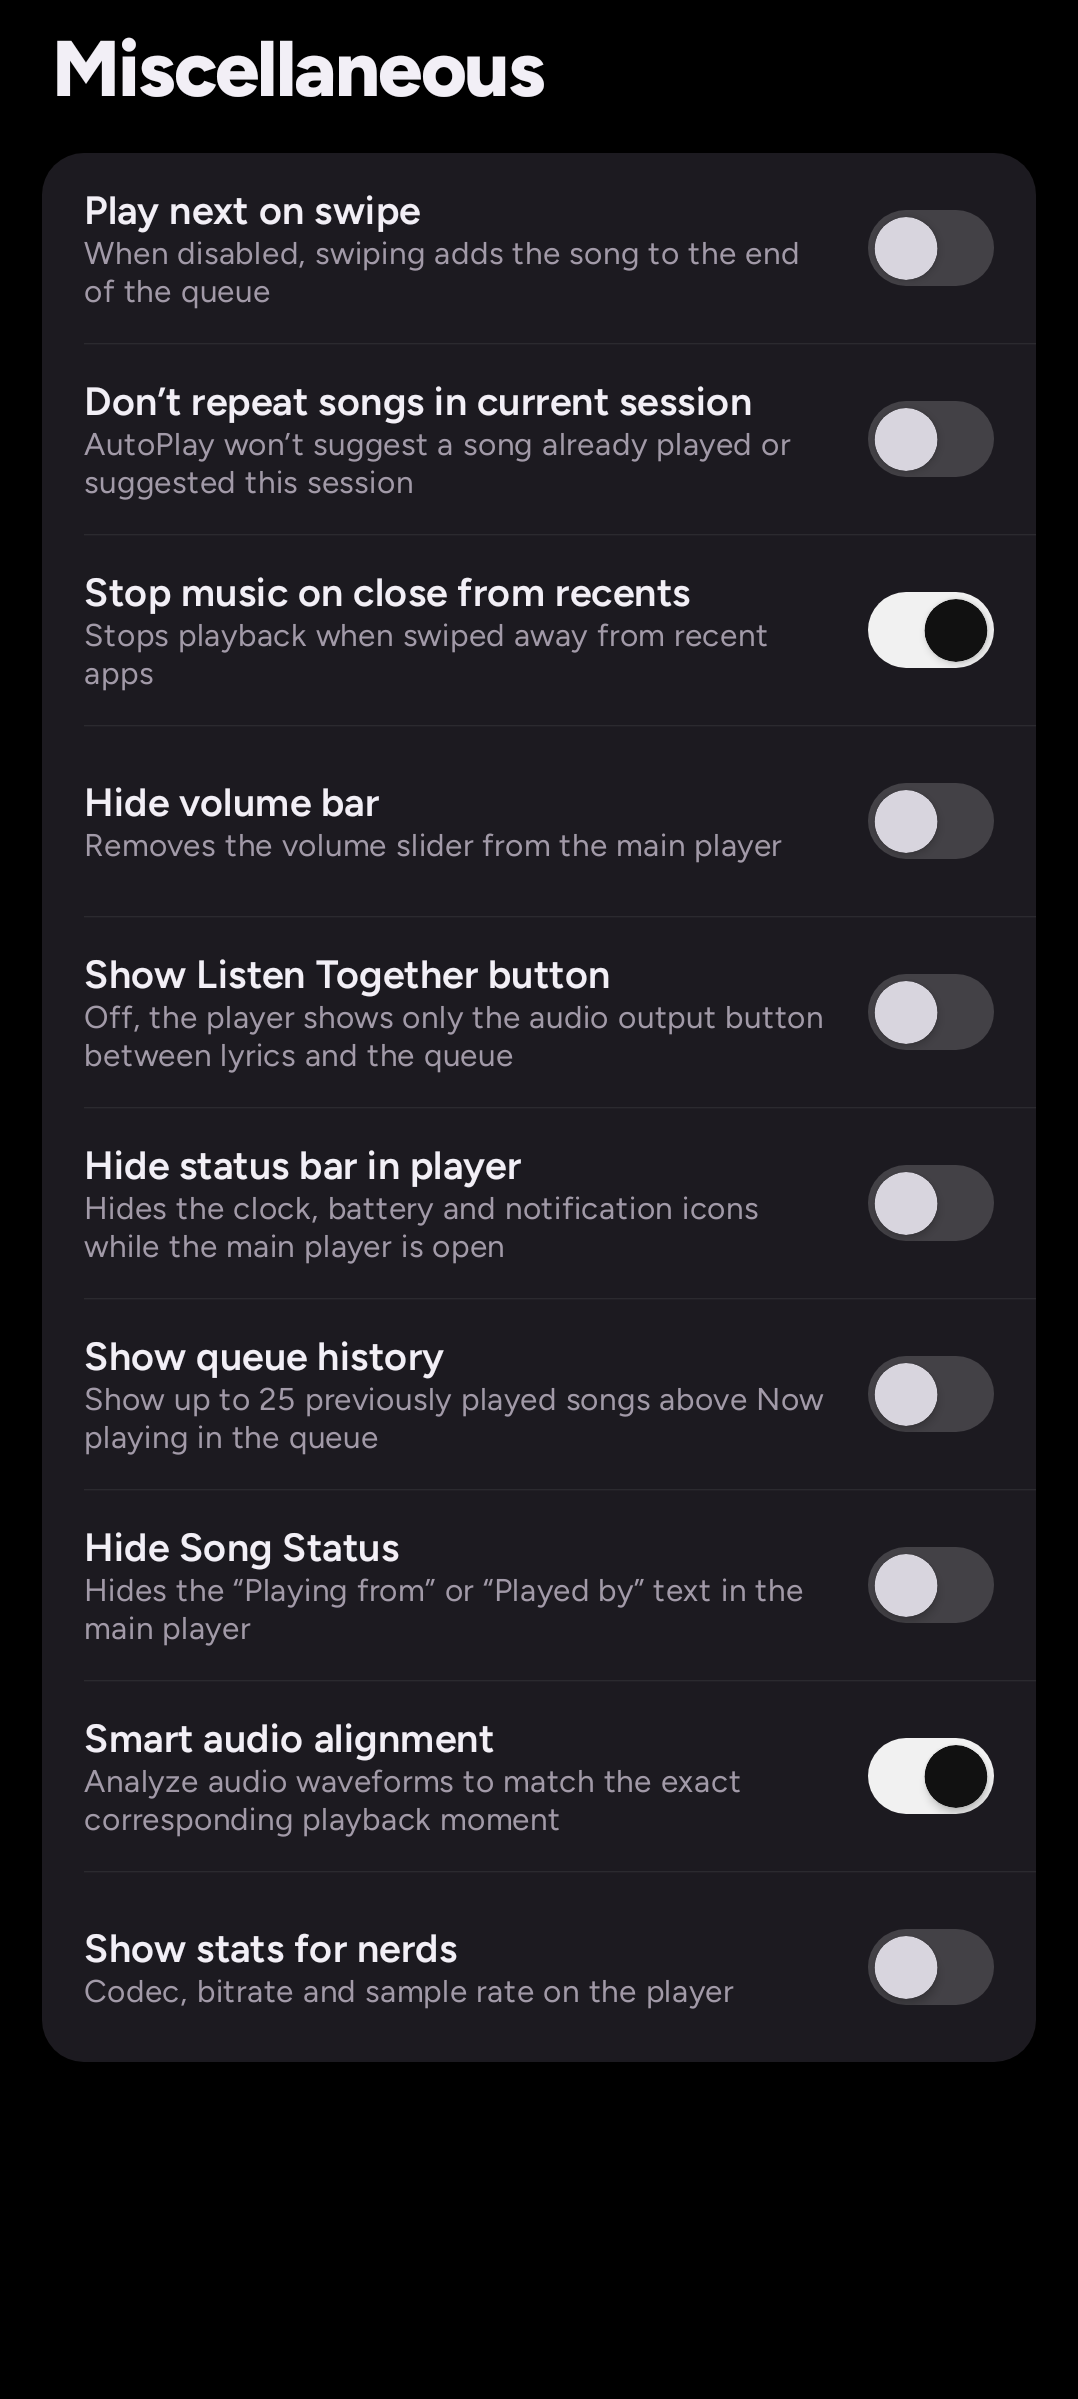 Miscellaneous
Play next on swipe
When disabled, swiping adds the song to the end
of the queue
Don’t repeat songs in current session
AutoPlay won’t suggest a song already played or
suggested this session
Stop music on close from recents
Stops playback when swiped away from recent
apps
Hide volume bar
Removes the volume slider from the main player
Show Listen Together button
Off, the player shows only the audio output button
between lyrics and the queue
Hide status bar in player
Hides the clock, battery and notification icons
while the main player is open
Show queue history
Show up to 25 previously played songs above Now
playing in the queue
Hide Song Status
Hides the “Playing from” or “Played by” text in the
main player
Smart audio alignment
Analyze audio waveforms to match the exact
corresponding playback moment
Show stats for nerds
Codec, bitrate and sample rate on the player